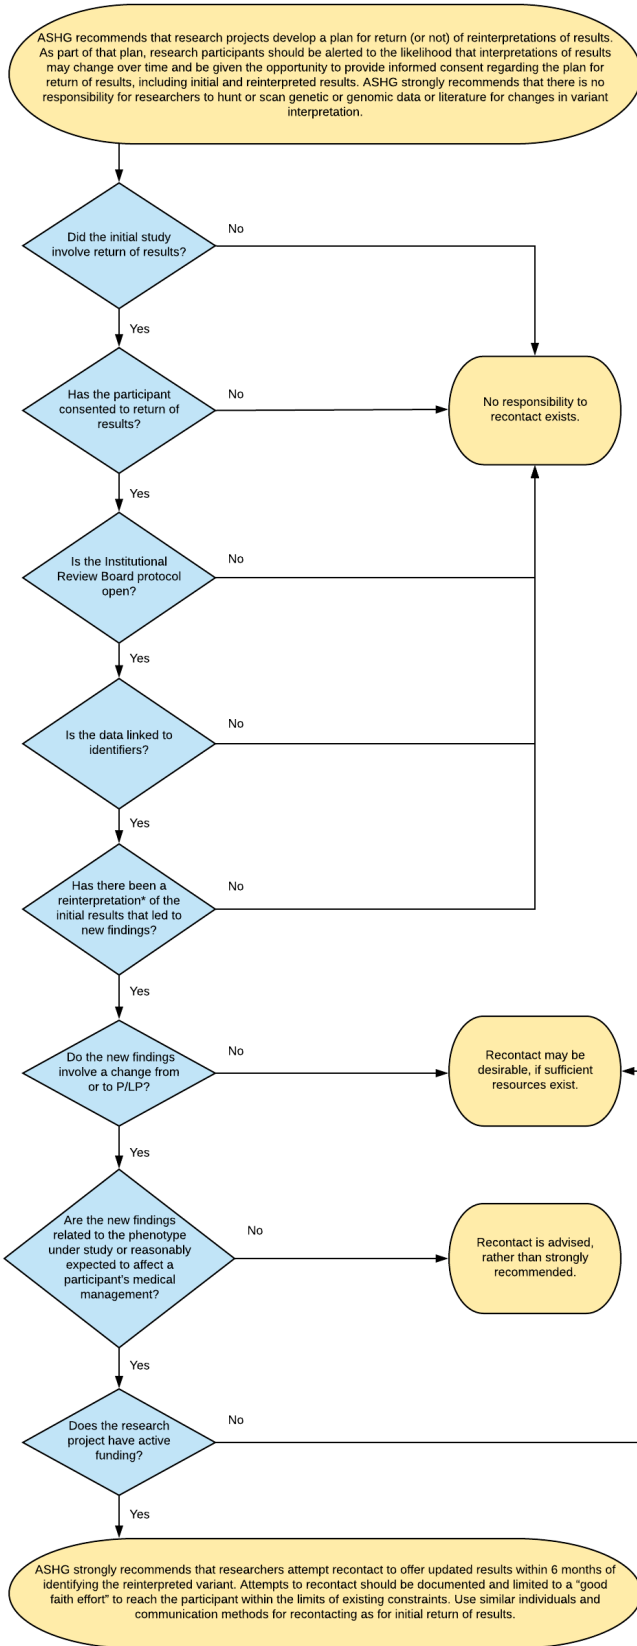 ASHG recommends that research projects develop a plan for return (or not) of reinterpretations of results.
As part of that plan, research participants should be alerted to the likelihood that interpretations of results
may change over time and be given the opportunity to provide informed consent regarding the plan for
return of results, including initial and reinterpreted results. ASHG strongly recommends that there is no
responsibility for researchers to hunt or scan genetic or genomic data or literature for changes in variant
interpretation.
Did the initial study
involve return of results?
No
Yes
Has the participant
consented to return of
results?
No
No responsibility to
recontact exists.
Yes
Is the Institutional
Review Board protocol
open?
No
Yes
Is the data linked to
identifiers?
No
Yes
Has there been a
reinterpretation* of the
initial results that led to
new findings?
No
Yes
Do the new findings
involve a change from
or to P/LP?
No
Recontact may be
desirable, if sufficient
resources exist.
Yes
Are the new findings
related to the phenotype
under study or reasonably
expected to affect a
participant's medical
management?
No
Recontact is advised,
rather than strongly
recommended.
Yes
Does the research
project have active
funding?
No
Yes
ASHG strongly recommends that researchers attempt recontact to offer updated results within 6 months of
identifying the reinterpreted variant. Attempts to recontact should be documented and limited to a “good
faith effort” to reach the participant within the limits of existing constraints. Use similar individuals and
communication methods for recontacting as for initial return of results.